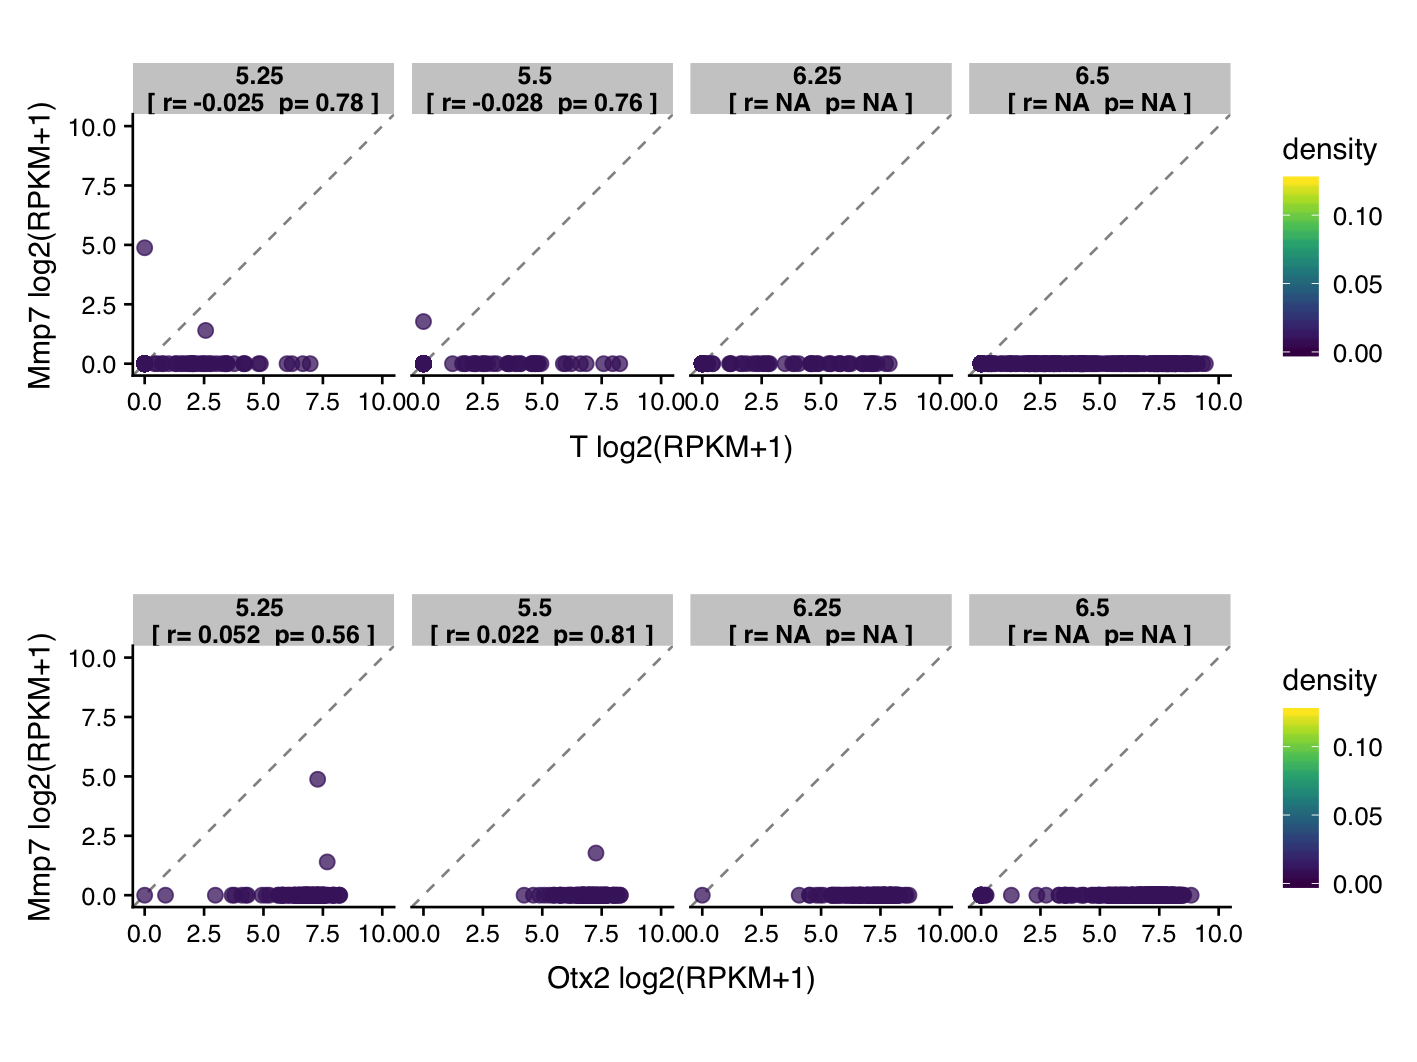 5.25 5.5 6.25 6.5
[ r= -0.025 p= 0.78 ] [ r= -0.028 p= 0.76 ] [ r= NA p= NA ] [ r= NA p= NA ]
Mmp7 log2(RPKM+1)
10.0
7.5
5.0
2.5
0.0
0.0 2.5 5.0 7.5 10.0 0.0 2.5 5.0 7.5 10.0 0.0 2.5 5.0 7.5 10.0 0.0 2.5 5.0 7.5 10.0
T log2(RPKM+1)
density
0.10
0.05
0.00
5.25 5.5 6.25 6.5
[ r= 0.052 p= 0.56 ] [ r= 0.022 p= 0.81 ] [ r= NA p= NA ] [ r= NA p= NA ]
Mmp7 log2(RPKM+1)
10.0
7.5
5.0
2.5
0.0
0.0 2.5 5.0 7.5 10.0 0.0 2.5 5.0 7.5 10.0 0.0 2.5 5.0 7.5 10.0 0.0 2.5 5.0 7.5 10.0
Otx2 log2(RPKM+1)
density
0.10
0.05
0.00